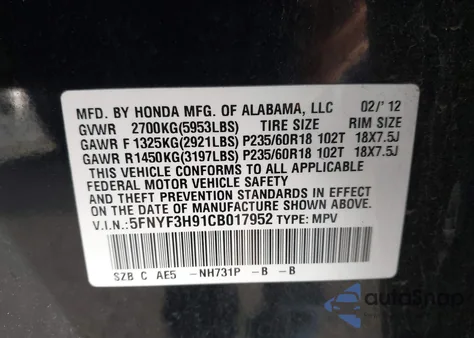 MFD. BY HONDA MFG. OF ALABAMA, LLC 02/'12
GVWR 2700KG(5953LBS) TIRE SIZE RIM SIZE
GAWR F 1325KG(2921LBS) P235/60R18 102T 18X7.5J
GAWR R 1450KG(3197LBS) P235/60R18 102T 18X7.5J
THIS VEHICLE CONFORMS TO ALL APPLICABLE
FEDERAL MOTOR VEHICLE SAFETY
AND THEFT PREVENTION STANDARDS IN EFFECT
ON THE DATE OF MANUFACTURE SHOWN ABOVE.
V.I.N.:5FNYF3H91CB017952 TYPE: MPV
SZB C AE5 -NH731P -B -B
autoSnap